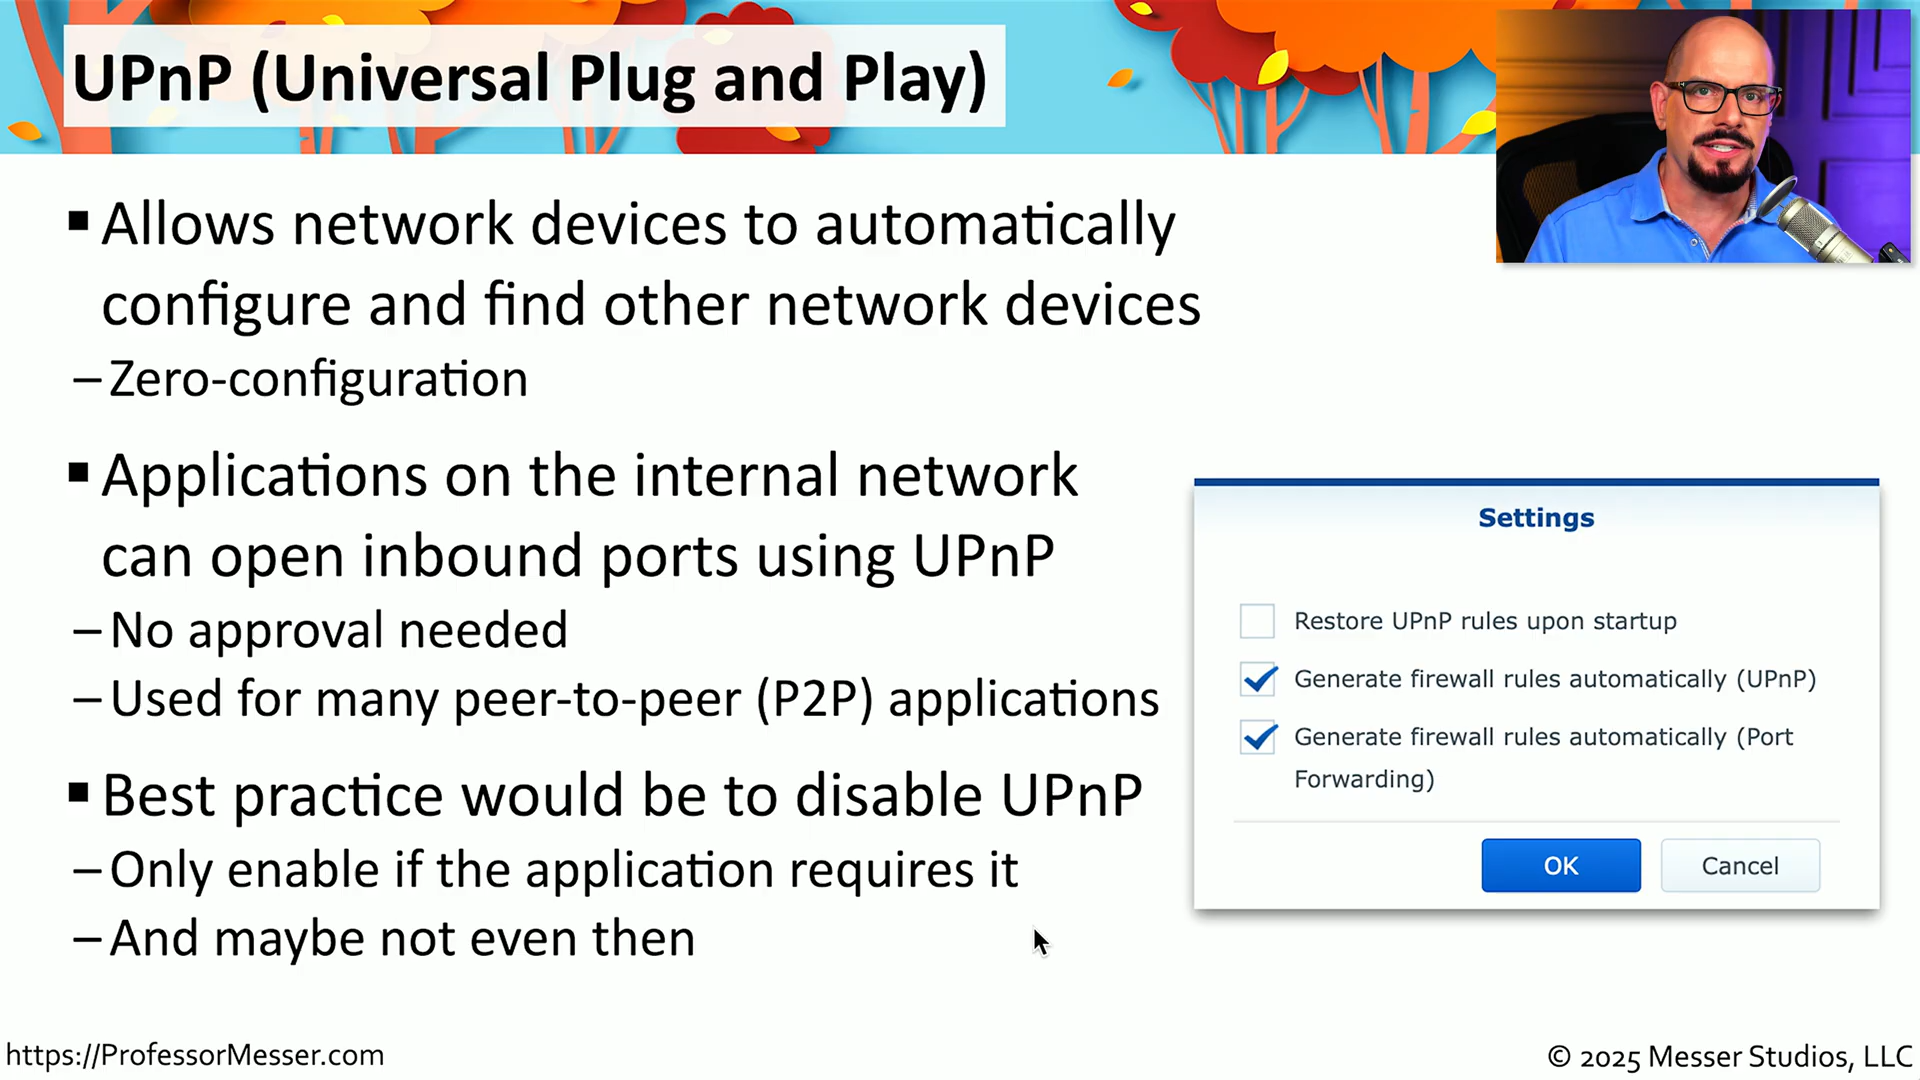 UPnP (Universal Plug and Play)
▪ Allows network devices to automatically
configure and find other network devices
– Zero-configuration
▪ Applications on the internal network
can open inbound ports using UPnP
– No approval needed
– Used for many peer-to-peer (P2P) applications
▪ Best practice would be to disable UPnP
– Only enable if the application requires it
– And maybe not even then
Settings
Restore UPnP rules upon startup
Generate firewall rules automatically (UPnP)
Generate firewall rules automatically (Port
Forwarding)
OK
Cancel
https://ProfessorMesser.com
© 2025 Messer Studios, LLC